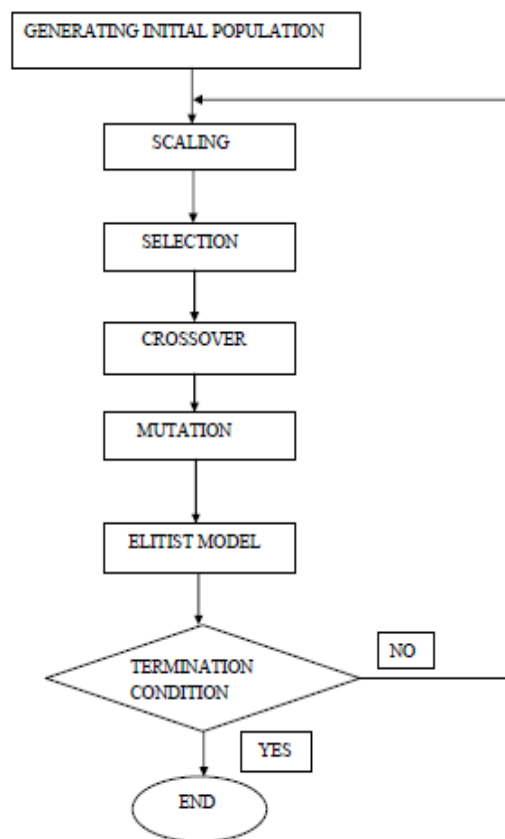 GENERATING INITIAL POPULATION
SCALING
SELECTION
CROSSOVER
MUTATION
ELITIST MODEL
TERMINATION
CONDITION
NO
YES
END